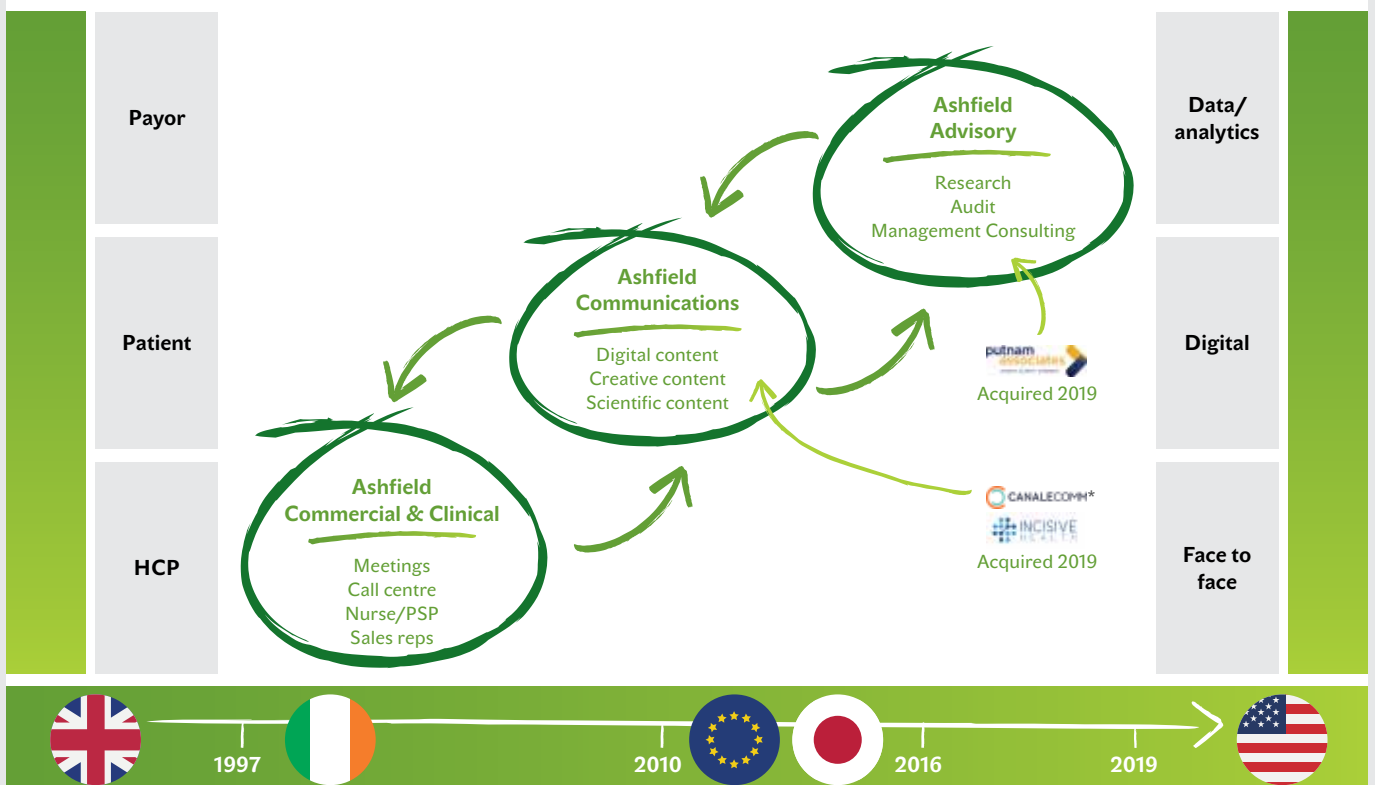 Payor
Patient
HCP
Ashfield
Advisory
Research
Audit
Management Consulting
Ashfield
Communications
Digital content
Creative content
Scientific content
Ashfield
Commercial & Clinical
Meetings
Call centre
Nurse/PSP
Sales reps
putnam
associates
Acquired 2019
CANALECOMM*
INCISIVE
HEALTH
Acquired 2019
Data/
analytics
Digital
Face to
face
1997
2010
2016
2019